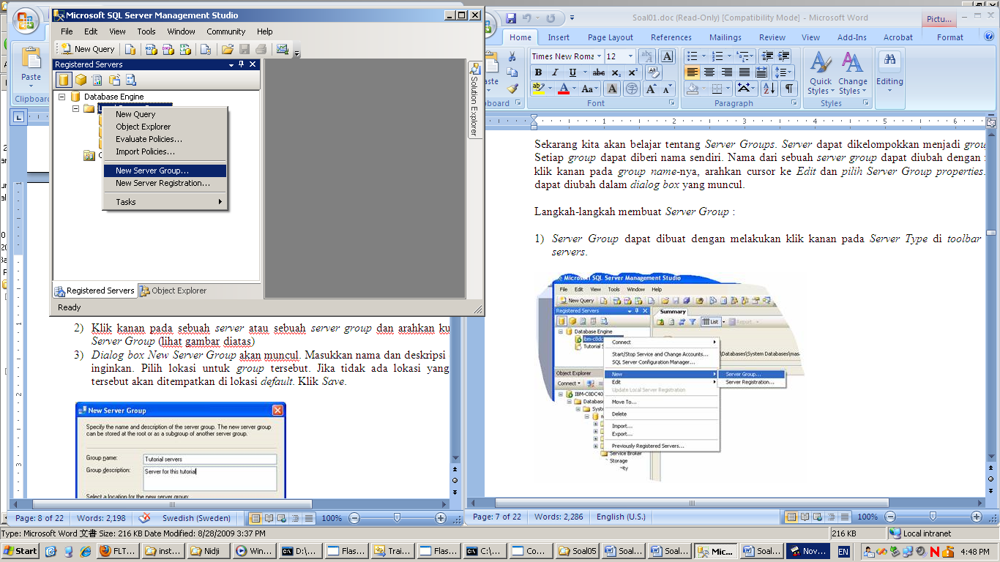 Microsoft SQL Server Management Studio
File Edit View Tools Window Community Help
New Query
Registered Servers
Database Engine
New Query
Object Explorer
Evaluate Policies...
Import Policies...
New Server Group...
New Server Registration...
Tasks
Solution Explorer
Registered Servers Object Explorer
Ready
Paste
Clipboard
2) Klik kanan pada sebuah server atau sebuah server group dan arahkan ku
Server Group (lihat gambar diatas)
3) Dialog box New Server Group akan muncul. Masukkan nama dan deskripsi
inginkan. Pilih lokasi untuk group tersebut. Jika tidak ada lokasi yang
tersebut akan ditempatkan di lokasi default. Klik Save.
New Server Group
Specify the name and description of the server group. The new server group
can be stored at the root or as a subgroup of another server group.
Group name: Tutorial servers
Group description: Server for this tutorial
Select a location for the new server group:
Page: 8 of 22 Words: 2,198 Swedish (Sweden) 100%
Soal01.doc (Read-Only) [Compatibility Mode] - Microsoft Word
Pictu...
Home Insert Page Layout References Mailings Review View Add-Ins Acrobat Format
Times New Roma 12
Quick Styles
Change Styles
Editing
Font Paragraph Styles
Sekarang kita akan belajar tentang Server Groups. Server dapat dikelompokkan menjadi grou
Setiap group dapat diberi nama sendiri. Nama dari sebuah server group dapat diubah dengan
klik kanan pada group name-nya, arahkan cursor ke Edit dan pilih Server Group properties.
dapat diubah dalam dialog box yang muncul.
Langkah-langkah membuat Server Group :
1) Server Group dapat dibuat dengan melakukan klik kanan pada Server Type di toolbar
servers.
Microsoft SQL Server Management Studio
File Edit View Tools Window Help
New Query
Registered Servers
Summary
List Report
Database Engine
ibm-c8dc
Tutorial S
Connect
Start/Stop Service and Change Accounts...
SQL Server Configuration Manager...
\Databases\System Databases\mas
New
Server Group...
Edit
Server Registration...
Update Local Server Registration
Move To...
Delete
Import...
Export...
Previously Registered Servers...
Object Explorer
Connect
IBM-C8DC40
Database
Syst
Service Broker
Storage
Page: 7 of 22 Words: 2,286 English (U.S.) 100%
Type: Microsoft Word 文書 Size: 216 KB Date Modified: 8/28/2009 3:37 PM 216 KB Local intranet
Start FLT... inst... Nidji Win... D:\... Flas... Trai... Flas... C:\... Co... Soal05 Soal... Soal... Mic... Soal... Nov... EN 4:48 PM